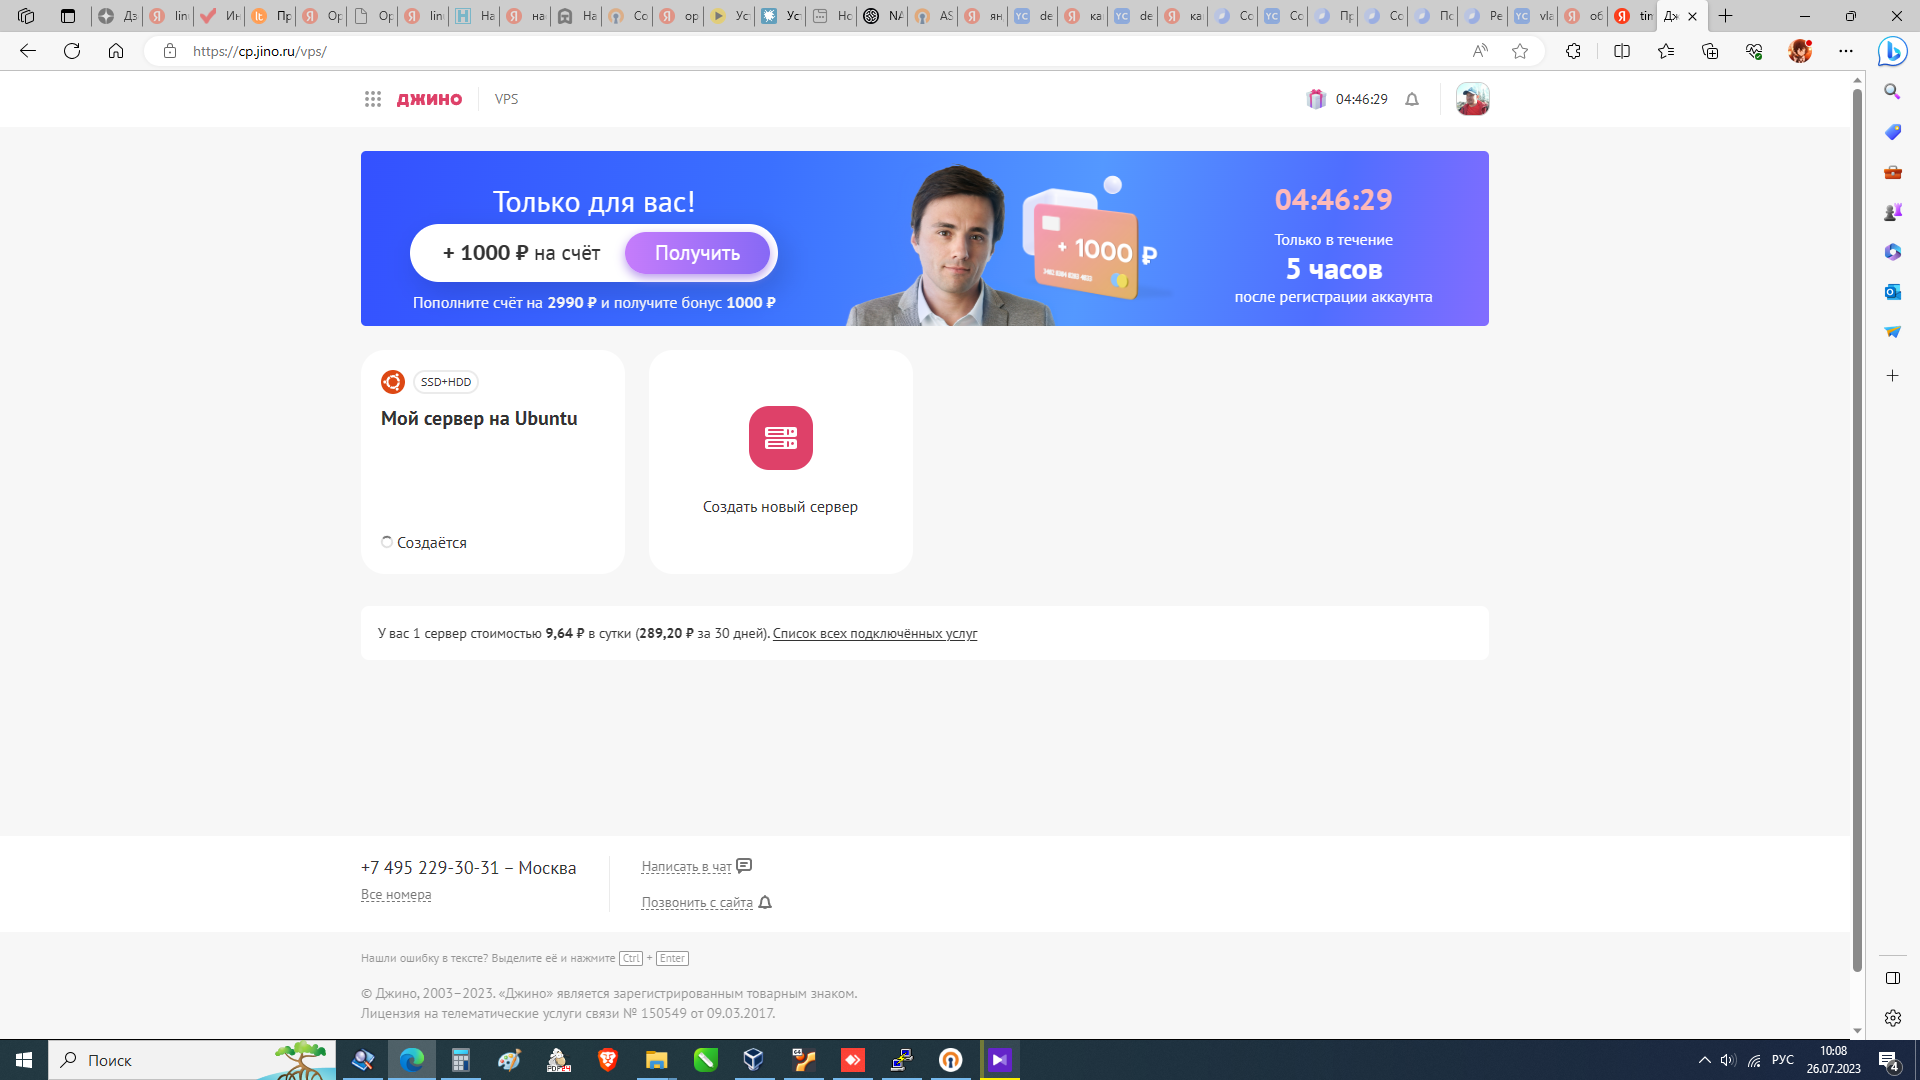 Дз
lin
Ин
Пр
Ор
Ор
lin
На
на
На
Со
ор
Ус
Ус
Но
NA
AS
ян
de
ка
de
ка
Со
Со
Пр
Со
По
Ре
vla
об
tin
Дж
https://cp.jino.ru/vps/
джино
VPS
04:46:29
Только для вас!
+ 1000 ₽ на счёт
Получить
Пополните счёт на 2990 ₽ и получите бонус 1000 ₽
+ 1000 ₽
04:46:29
Только в течение
5 часов
после регистрации аккаунта
SSD+HDD
Мой сервер на Ubuntu
Создаётся
Создать новый сервер
У вас 1 сервер стоимостью 9,64 ₽ в сутки (289,20 ₽ за 30 дней). Список всех подключённых услуг
+7 495 229-30-31 – Москва
Все номера
Написать в чат
Позвонить с сайта
Нашли ошибку в тексте? Выделите её и нажмите Ctrl + Enter
© Джино, 2003–2023. «Джино» является зарегистрированным товарным знаком.
Лицензия на телематические услуги связи № 150549 от 09.03.2017.
Поиск
РУС
10:08
26.07.2023
4